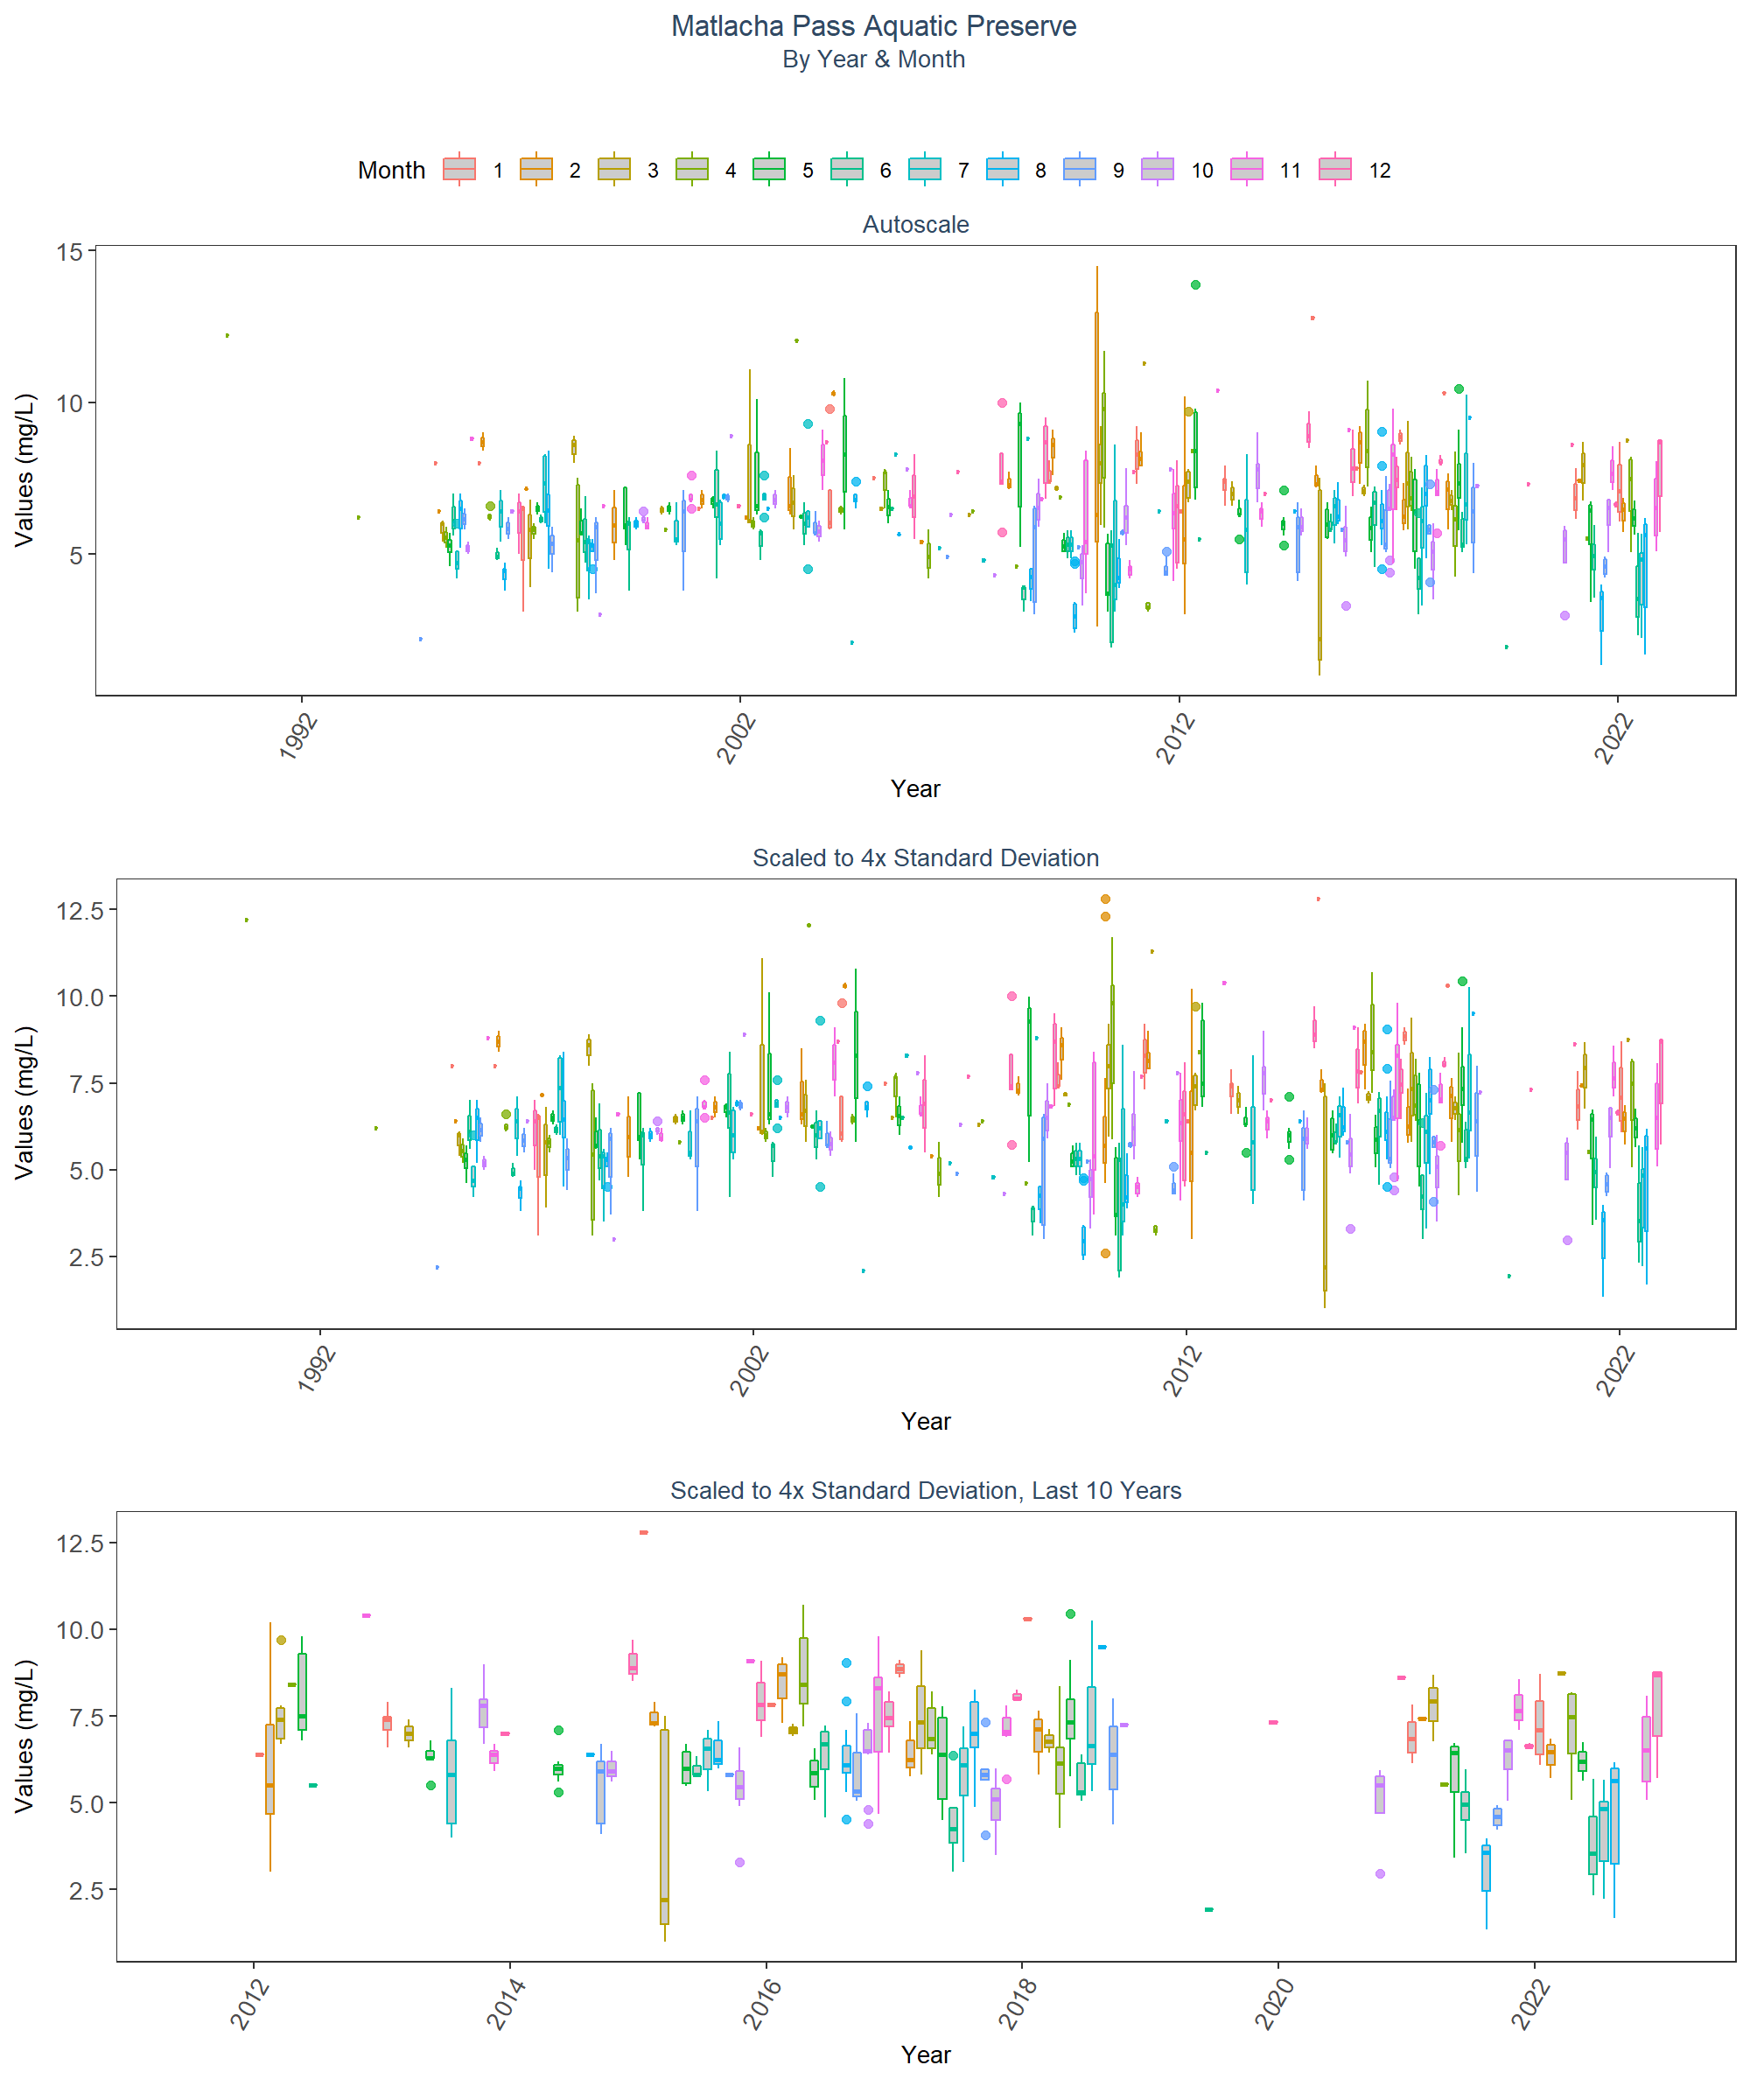 Matlacha Pass Aquatic Preserve
By Year & Month
Month 1 2 3 4 5 6 7 8 9 10 11 12
Autoscale
15
10
5
Values (mg/L)
1992 2002 2012 2022
Year
Scaled to 4x Standard Deviation
12.5
10.0
7.5
5.0
2.5
Values (mg/L)
1992 2002 2012 2022
Year
Scaled to 4x Standard Deviation, Last 10 Years
12.5
10.0
7.5
5.0
2.5
Values (mg/L)
2012 2014 2016 2018 2020 2022
Year